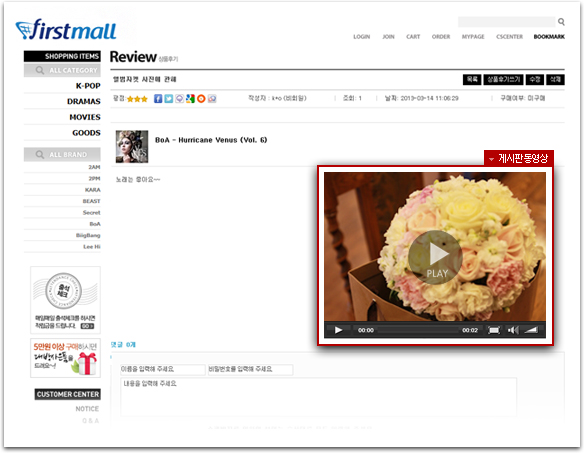 firstmall
LOGIN JOIN CART ORDER MYPAGE CSCENTER BOOKMARK
SHOPPING ITEMS
ALL CATEGORY
K-POP
DRAMAS
MOVIES
GOODS
ALL BRAND
2AM
2PM
KARA
BEAST
Secret
BoA
BiigBang
Lee Hi
출석
체크
매일매일 출석체크를 하시면
적립금을 드립니다. GO
5만원 이상 구매하시면
대박사은품을
드려요~!
CUSTOMER CENTER
NOTICE
Q & A
Review 상품후기
앨범자켓 사진에 관해
목록 상품후기쓰기 수정 삭제
평점 :
작성자 : k*o (비회원) 조회 : 1 날짜 : 2013-03-14 11:06:29 구매여부 : 미구매
BoA - Hurricane Venus (Vol. 6)
노래는 좋아요~~
게시판동영상
PLAY
00:00 00:02
댓글 0개
이름을 입력해 주세요. 비밀번호를 입력해 주세요.
내용을 입력해 주세요.